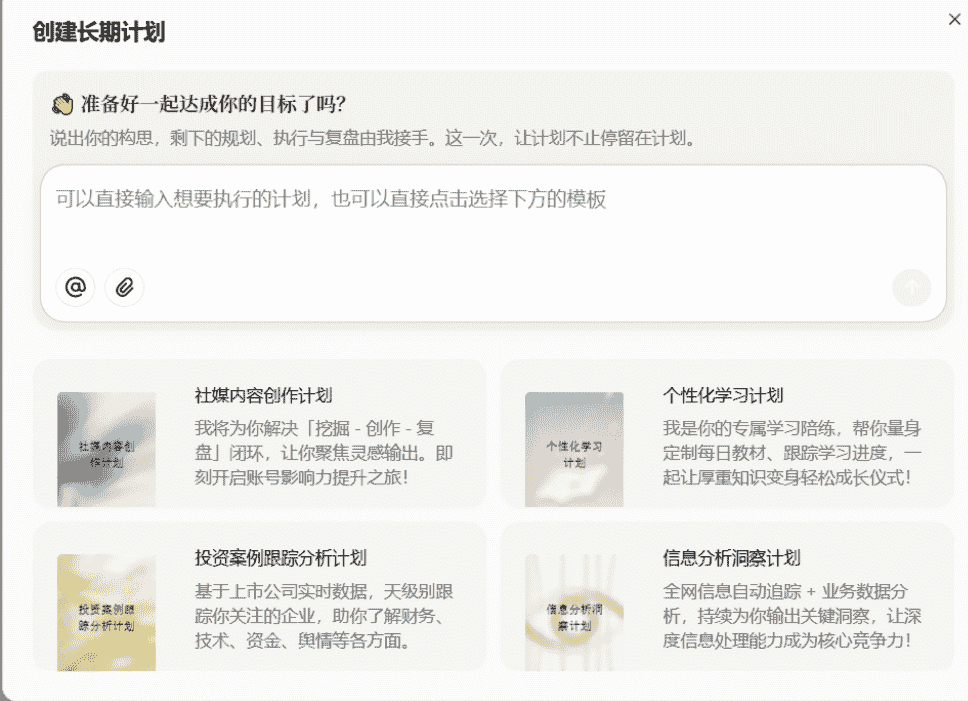 创建长期计划
准备好一起达成你的目标了吗?
说出你的构思，剩下的规划、执行与复盘由我接手。这一次，让计划不止停留在计划。
可以直接输入想要执行的计划，也可以直接点击选择下方的模板
@
社媒内容创
作计划
社媒内容创作计划
我将为你解决「挖掘 - 创作 - 复
盘」闭环，让你聚焦灵感输出。即
刻开启账号影响力提升之旅！
个性化学习
计划
个性化学习计划
我是你的专属学习陪练，帮你量身
定制每日教材、跟踪学习进度，一
起让厚重知识变身轻松成长仪式！
投资案例跟
踪分析计划
投资案例跟踪分析计划
基于上市公司实时数据，天级别跟
踪你关注的企业，助你了解财务、
技术、资金、舆情等各方面。
信息分析洞
察计划
信息分析洞察计划
全网信息自动追踪 + 业务数据分
析，持续为你输出关键洞察，让深
度信息处理能力成为核心竞争力！